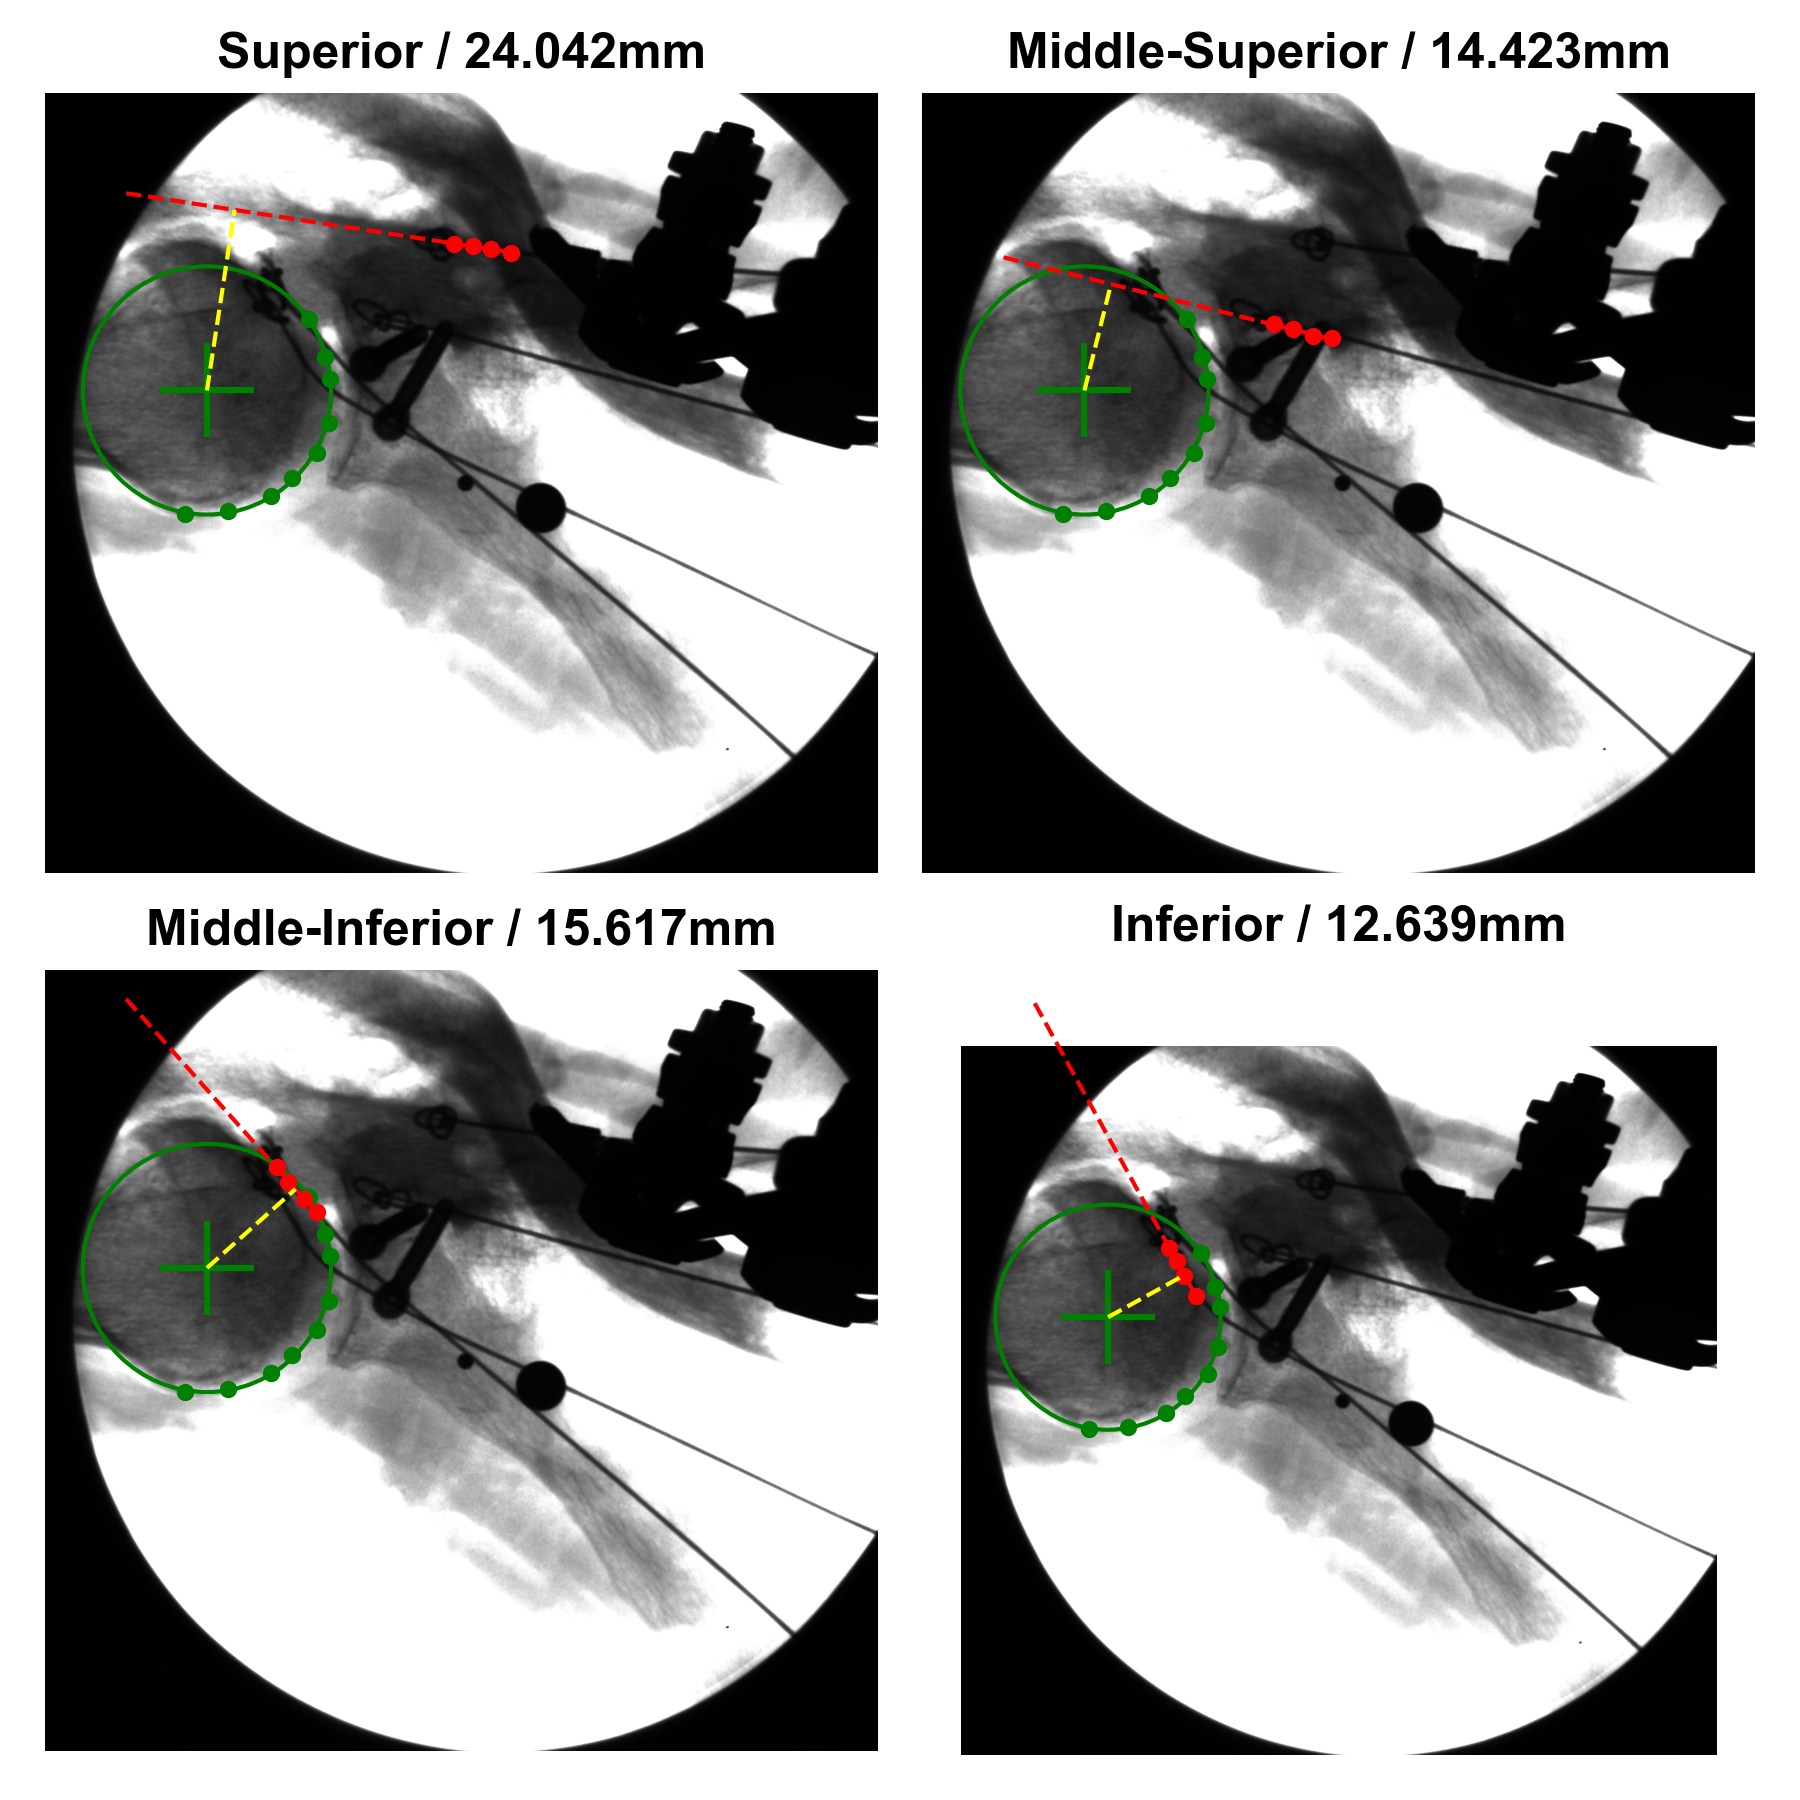 Superior / 24.042mm
Middle-Superior / 14.423mm
Middle-Inferior / 15.617mm
Inferior / 12.639mm